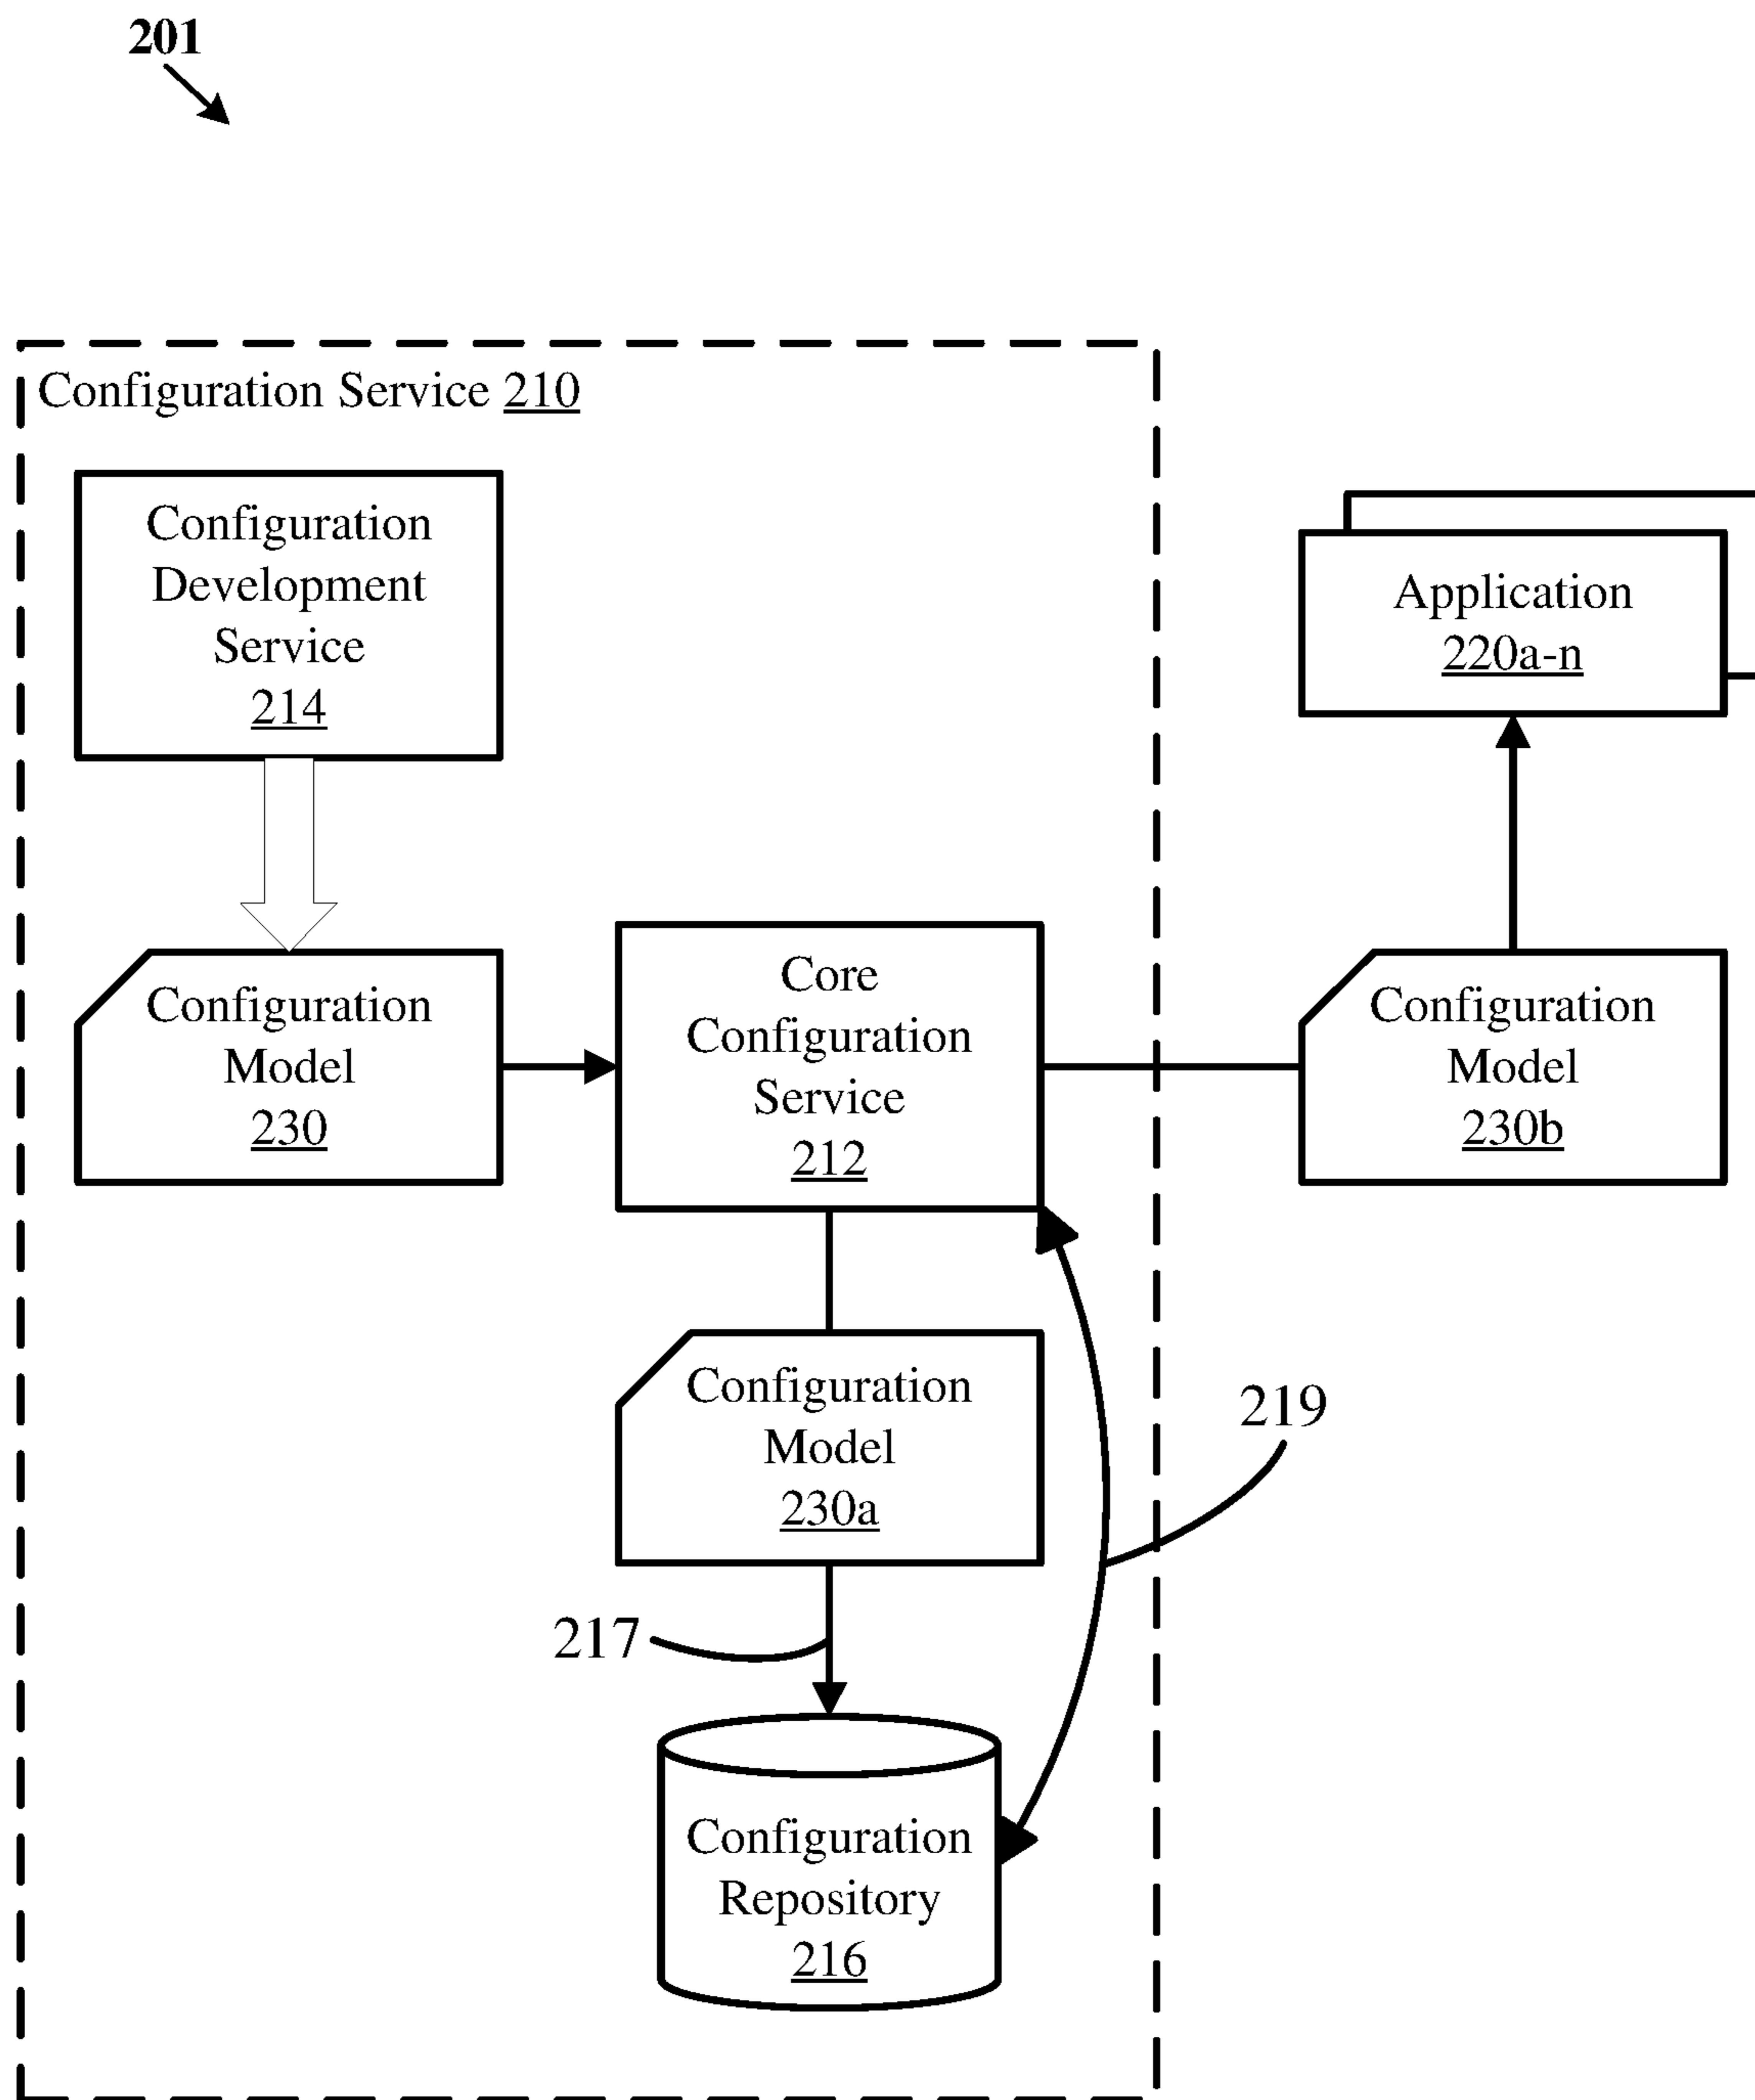 201
Configuration Service 210
Configuration
Development
Service
214
Application
220a-n
Configuration
Model
230
Core
Configuration
Service
212
Configuration
Model
230b
Configuration
Model
230a
219
217
Configuration
Repository
216